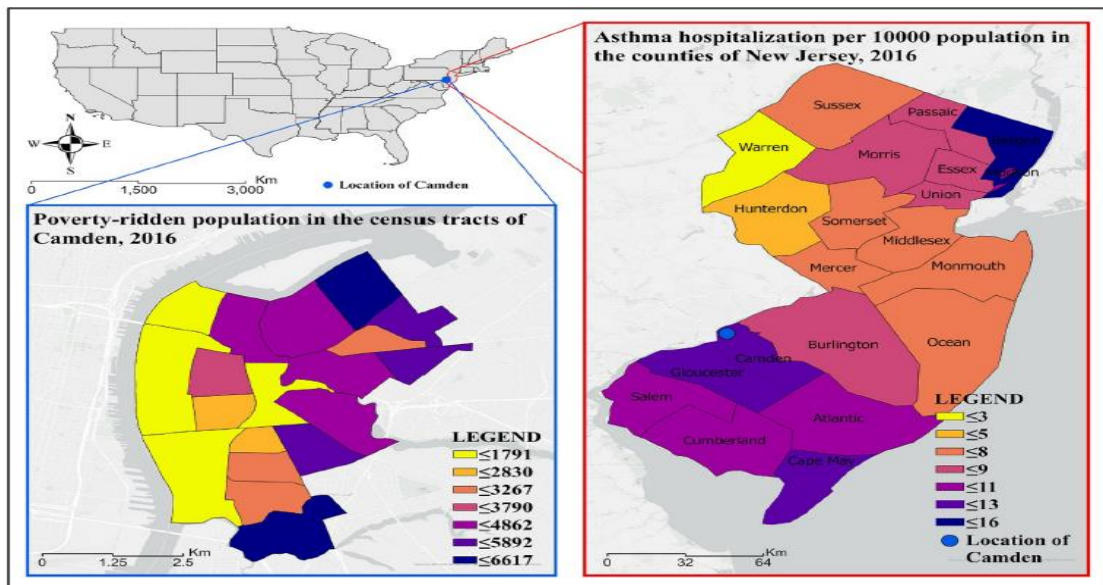 N
W E
S
Km
0 1,500 3,000
Location of Camden
Poverty-ridden population in the census tracts of
Camden, 2016
LEGEND
≤1791
≤2830
≤3267
≤3790
≤4862
≤5892
≤6617
Km
0 1.25 2.5
Asthma hospitalization per 10000 population in
the counties of New Jersey, 2016
Sussex
Passaic
Warren
Morris
Essex
Union
Hunterdon
Somerset
Middlesex
Mercer
Monmouth
Ocean
Burlington
Camden
Gloucester
Salem
Atlantic
Cumberland
Cape May
LEGEND
≤3
≤5
≤8
≤9
≤11
≤13
≤16
Location of
Camden
Km
0 32 64